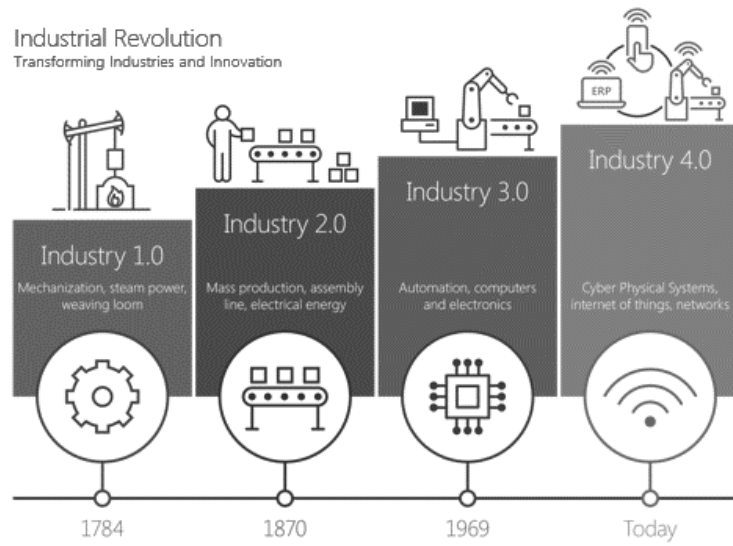 Industrial Revolution
Transforming Industries and Innovation
ERP
Industry 1.0
Mechanization, steam power,
weaving loom
Industry 2.0
Mass production, assembly
line, electrical energy
Industry 3.0
Automation, computers
and electronics
Industry 4.0
Cyber Physical Systems,
internet of things, networks
1784
1870
1969
Today